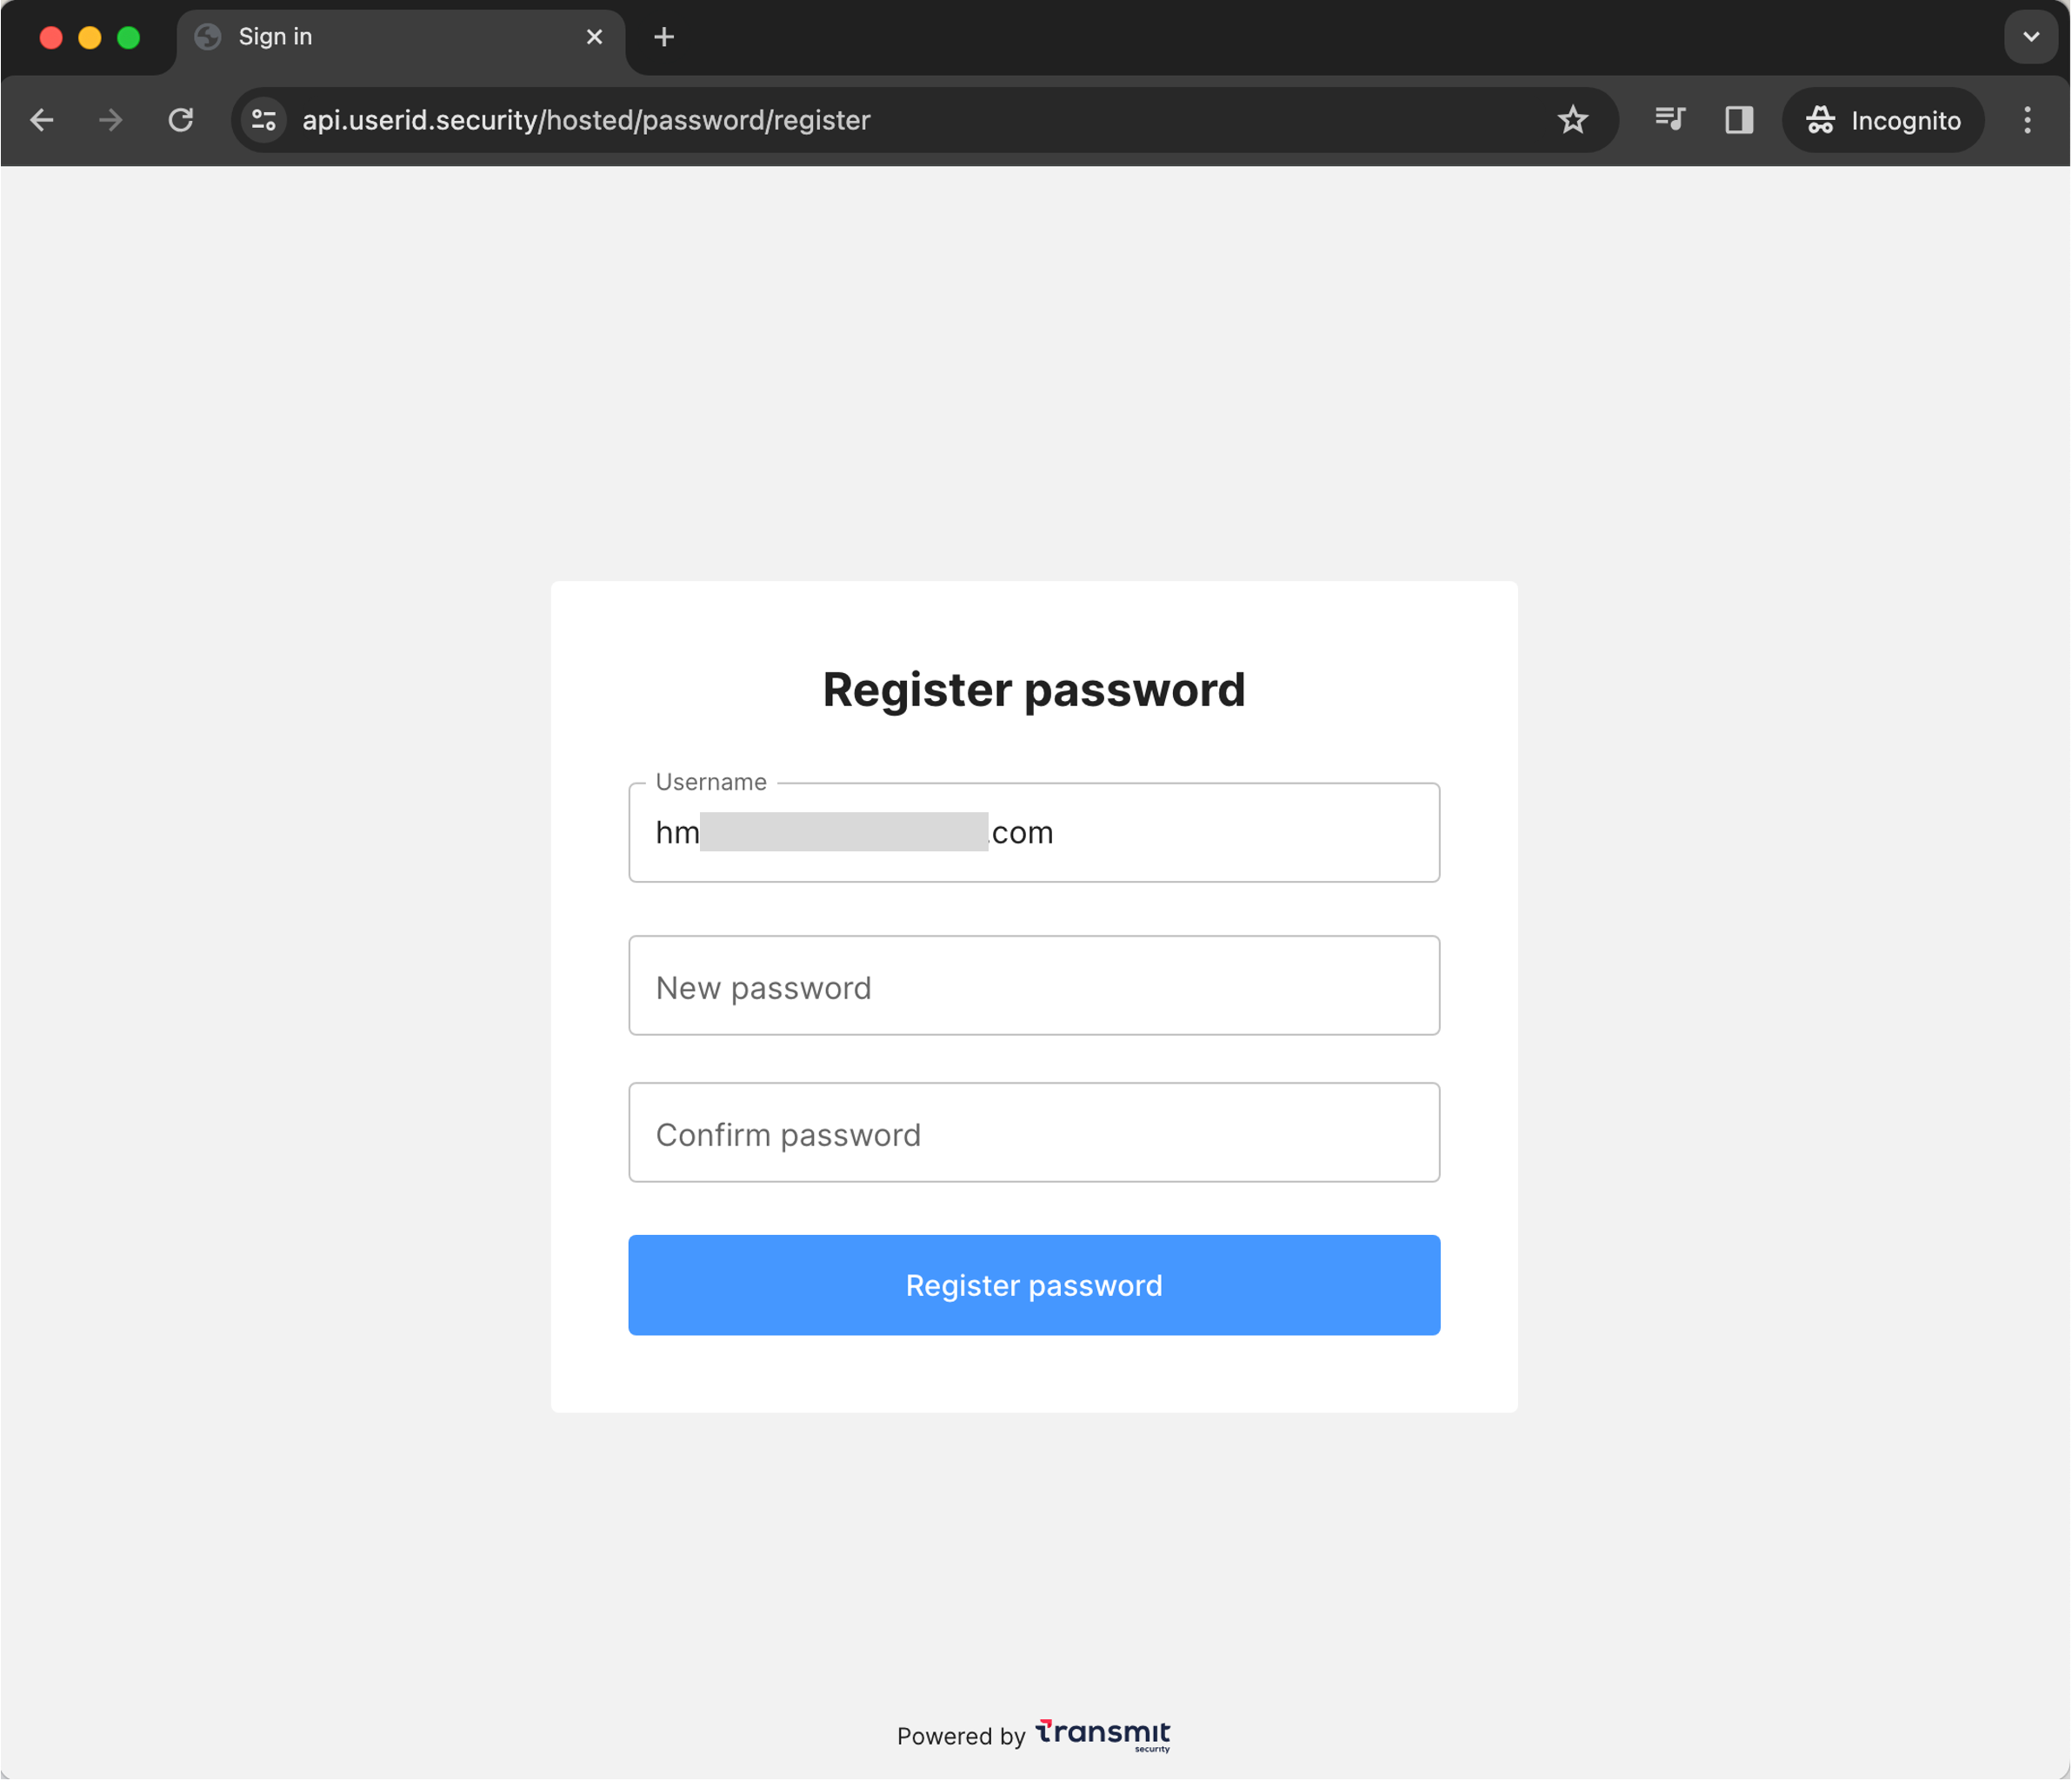 Sign in
api.userid.security/hosted/password/register
Incognito
Register password
Username
hm .com
New password
Confirm password
Register password
Powered by Transmit
security